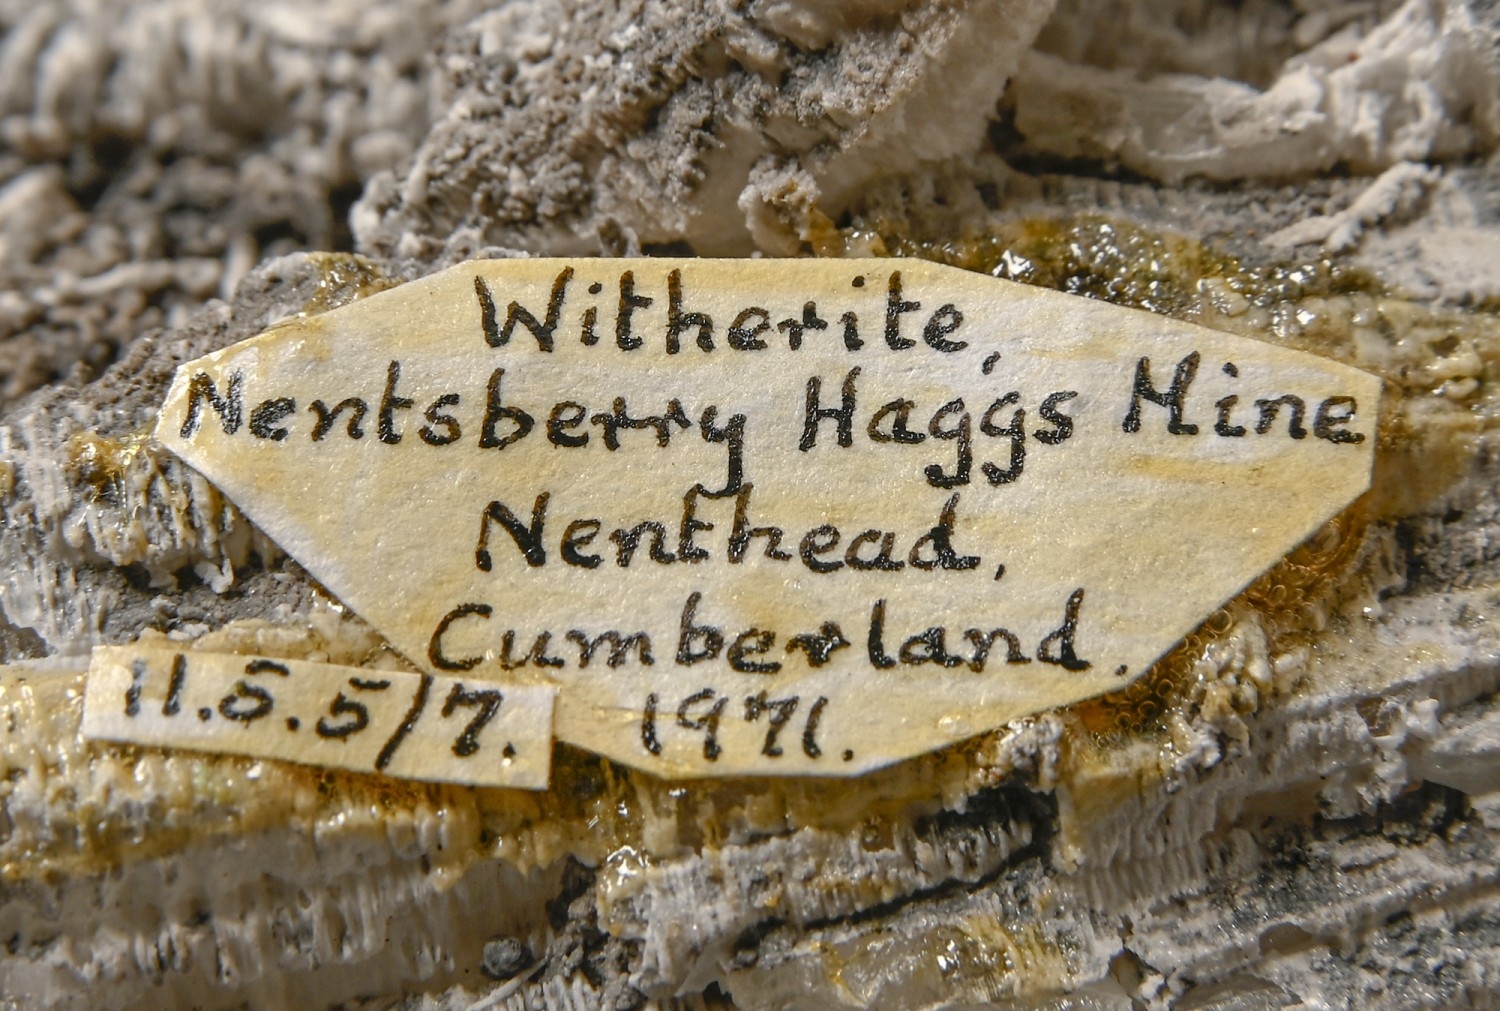 Witherite,
Nentsberry Haggs Mine
Nenthead,
Cumberland.
1971.
11.5.5/7.